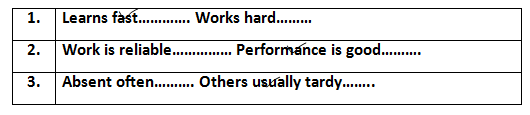 1. Learns fast............. Works hard.........
2. Work is reliable............... Performance is good..........
3. Absent often.......... Others usually tardy........